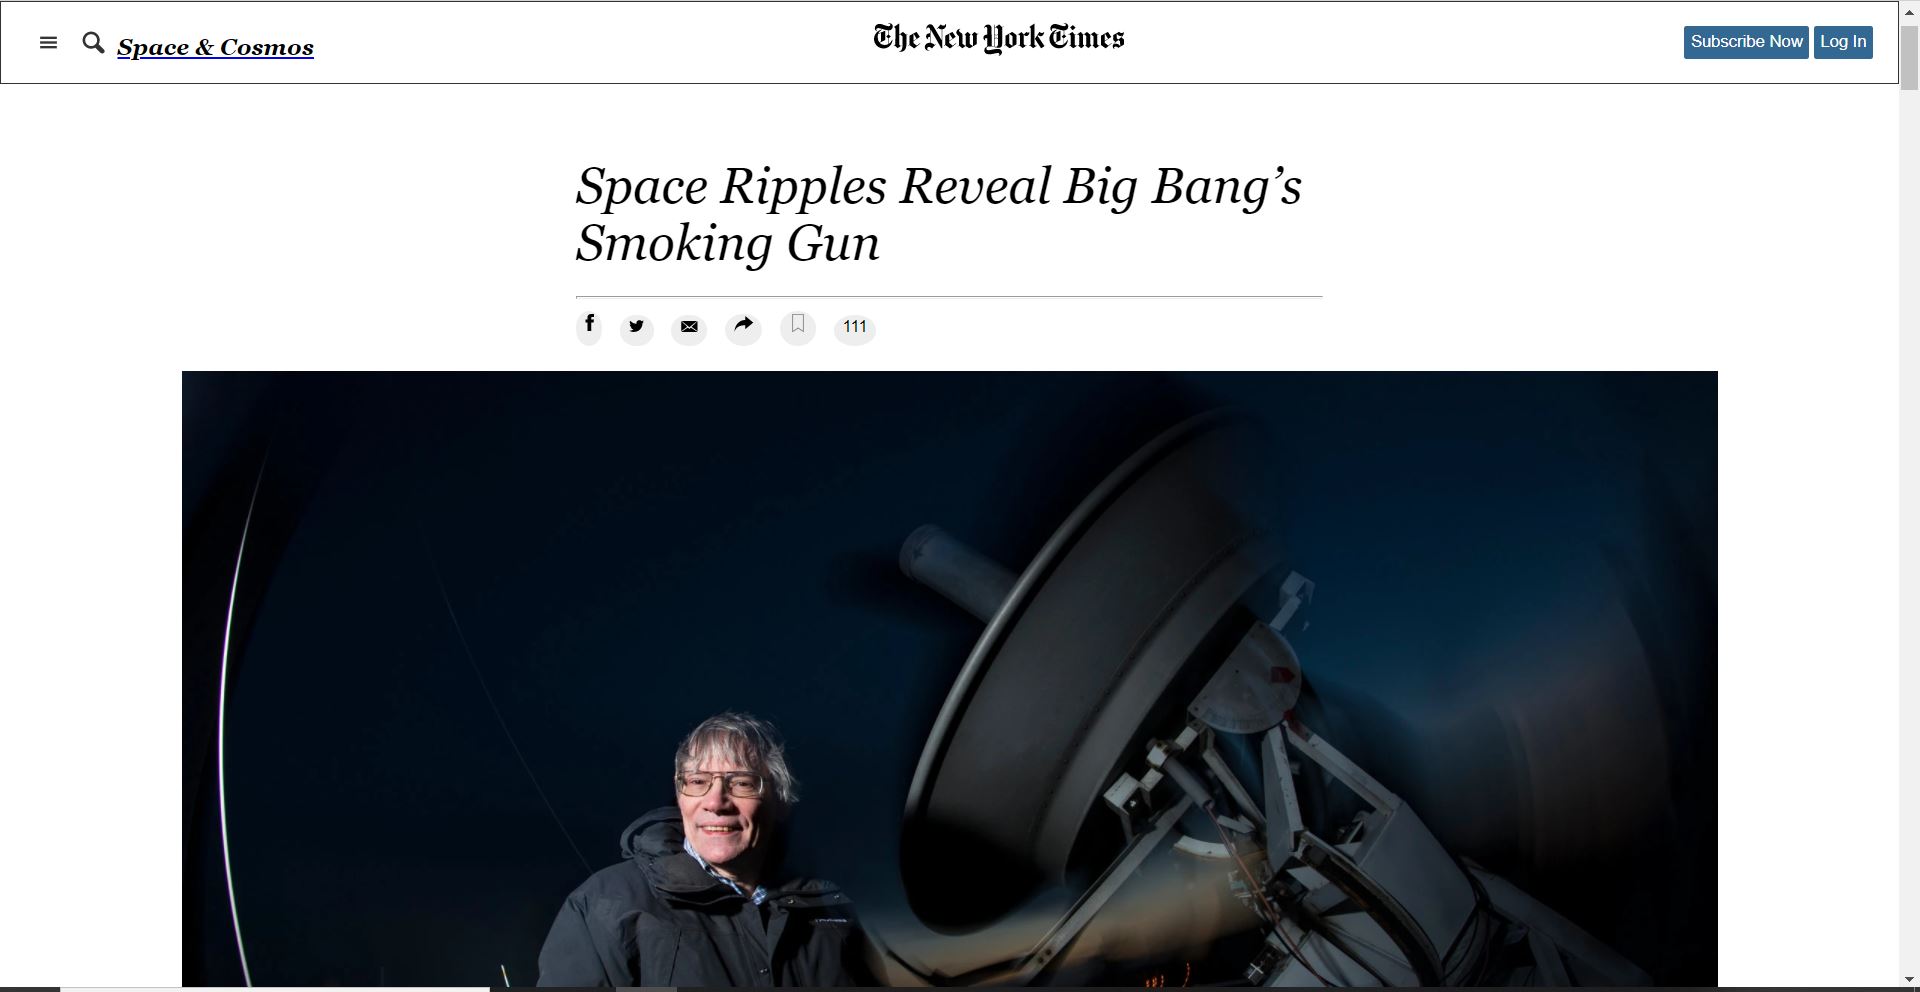 Space & Cosmos
The New York Times
Subscribe Now
Log In
Space Ripples Reveal Big Bang’s
Smoking Gun
111